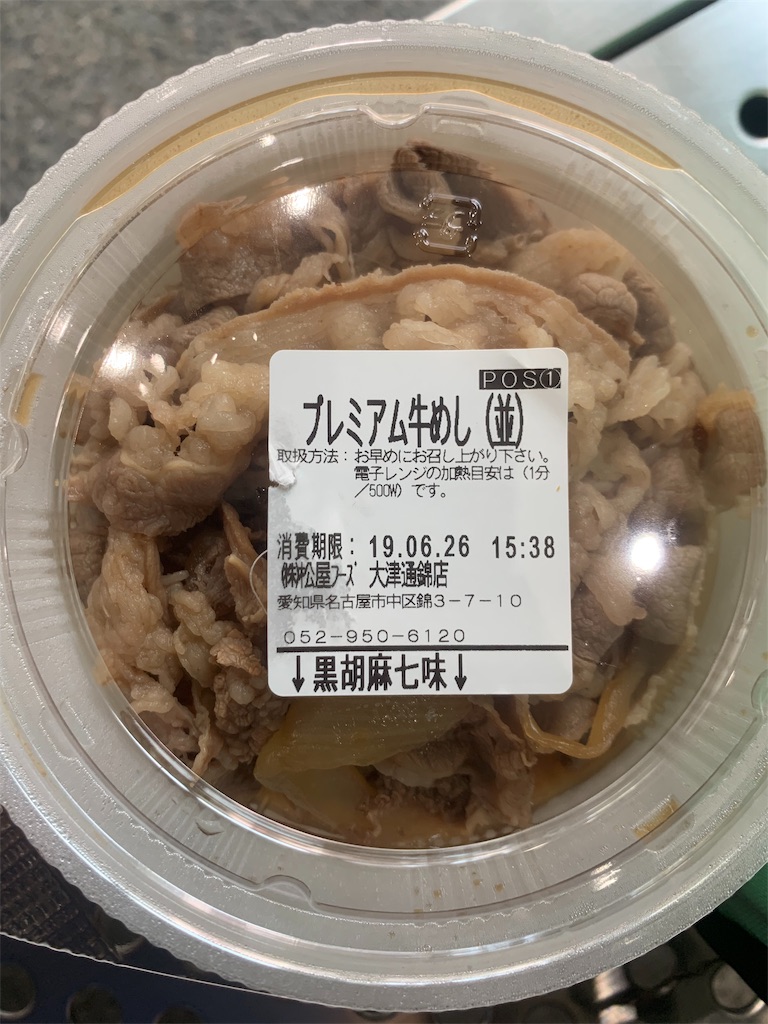 POS①
プレミアム牛めし(並)
取扱方法：お早めにお召し上がり下さい。
電子レンジの加熱目安は(1分
/500W)です。
消費期限：19.06.26 15:38
㈱松屋フーズ 大津通錦店
愛知県名古屋市中区錦3-7-10
052-950-6120
↓黒胡麻七味↓